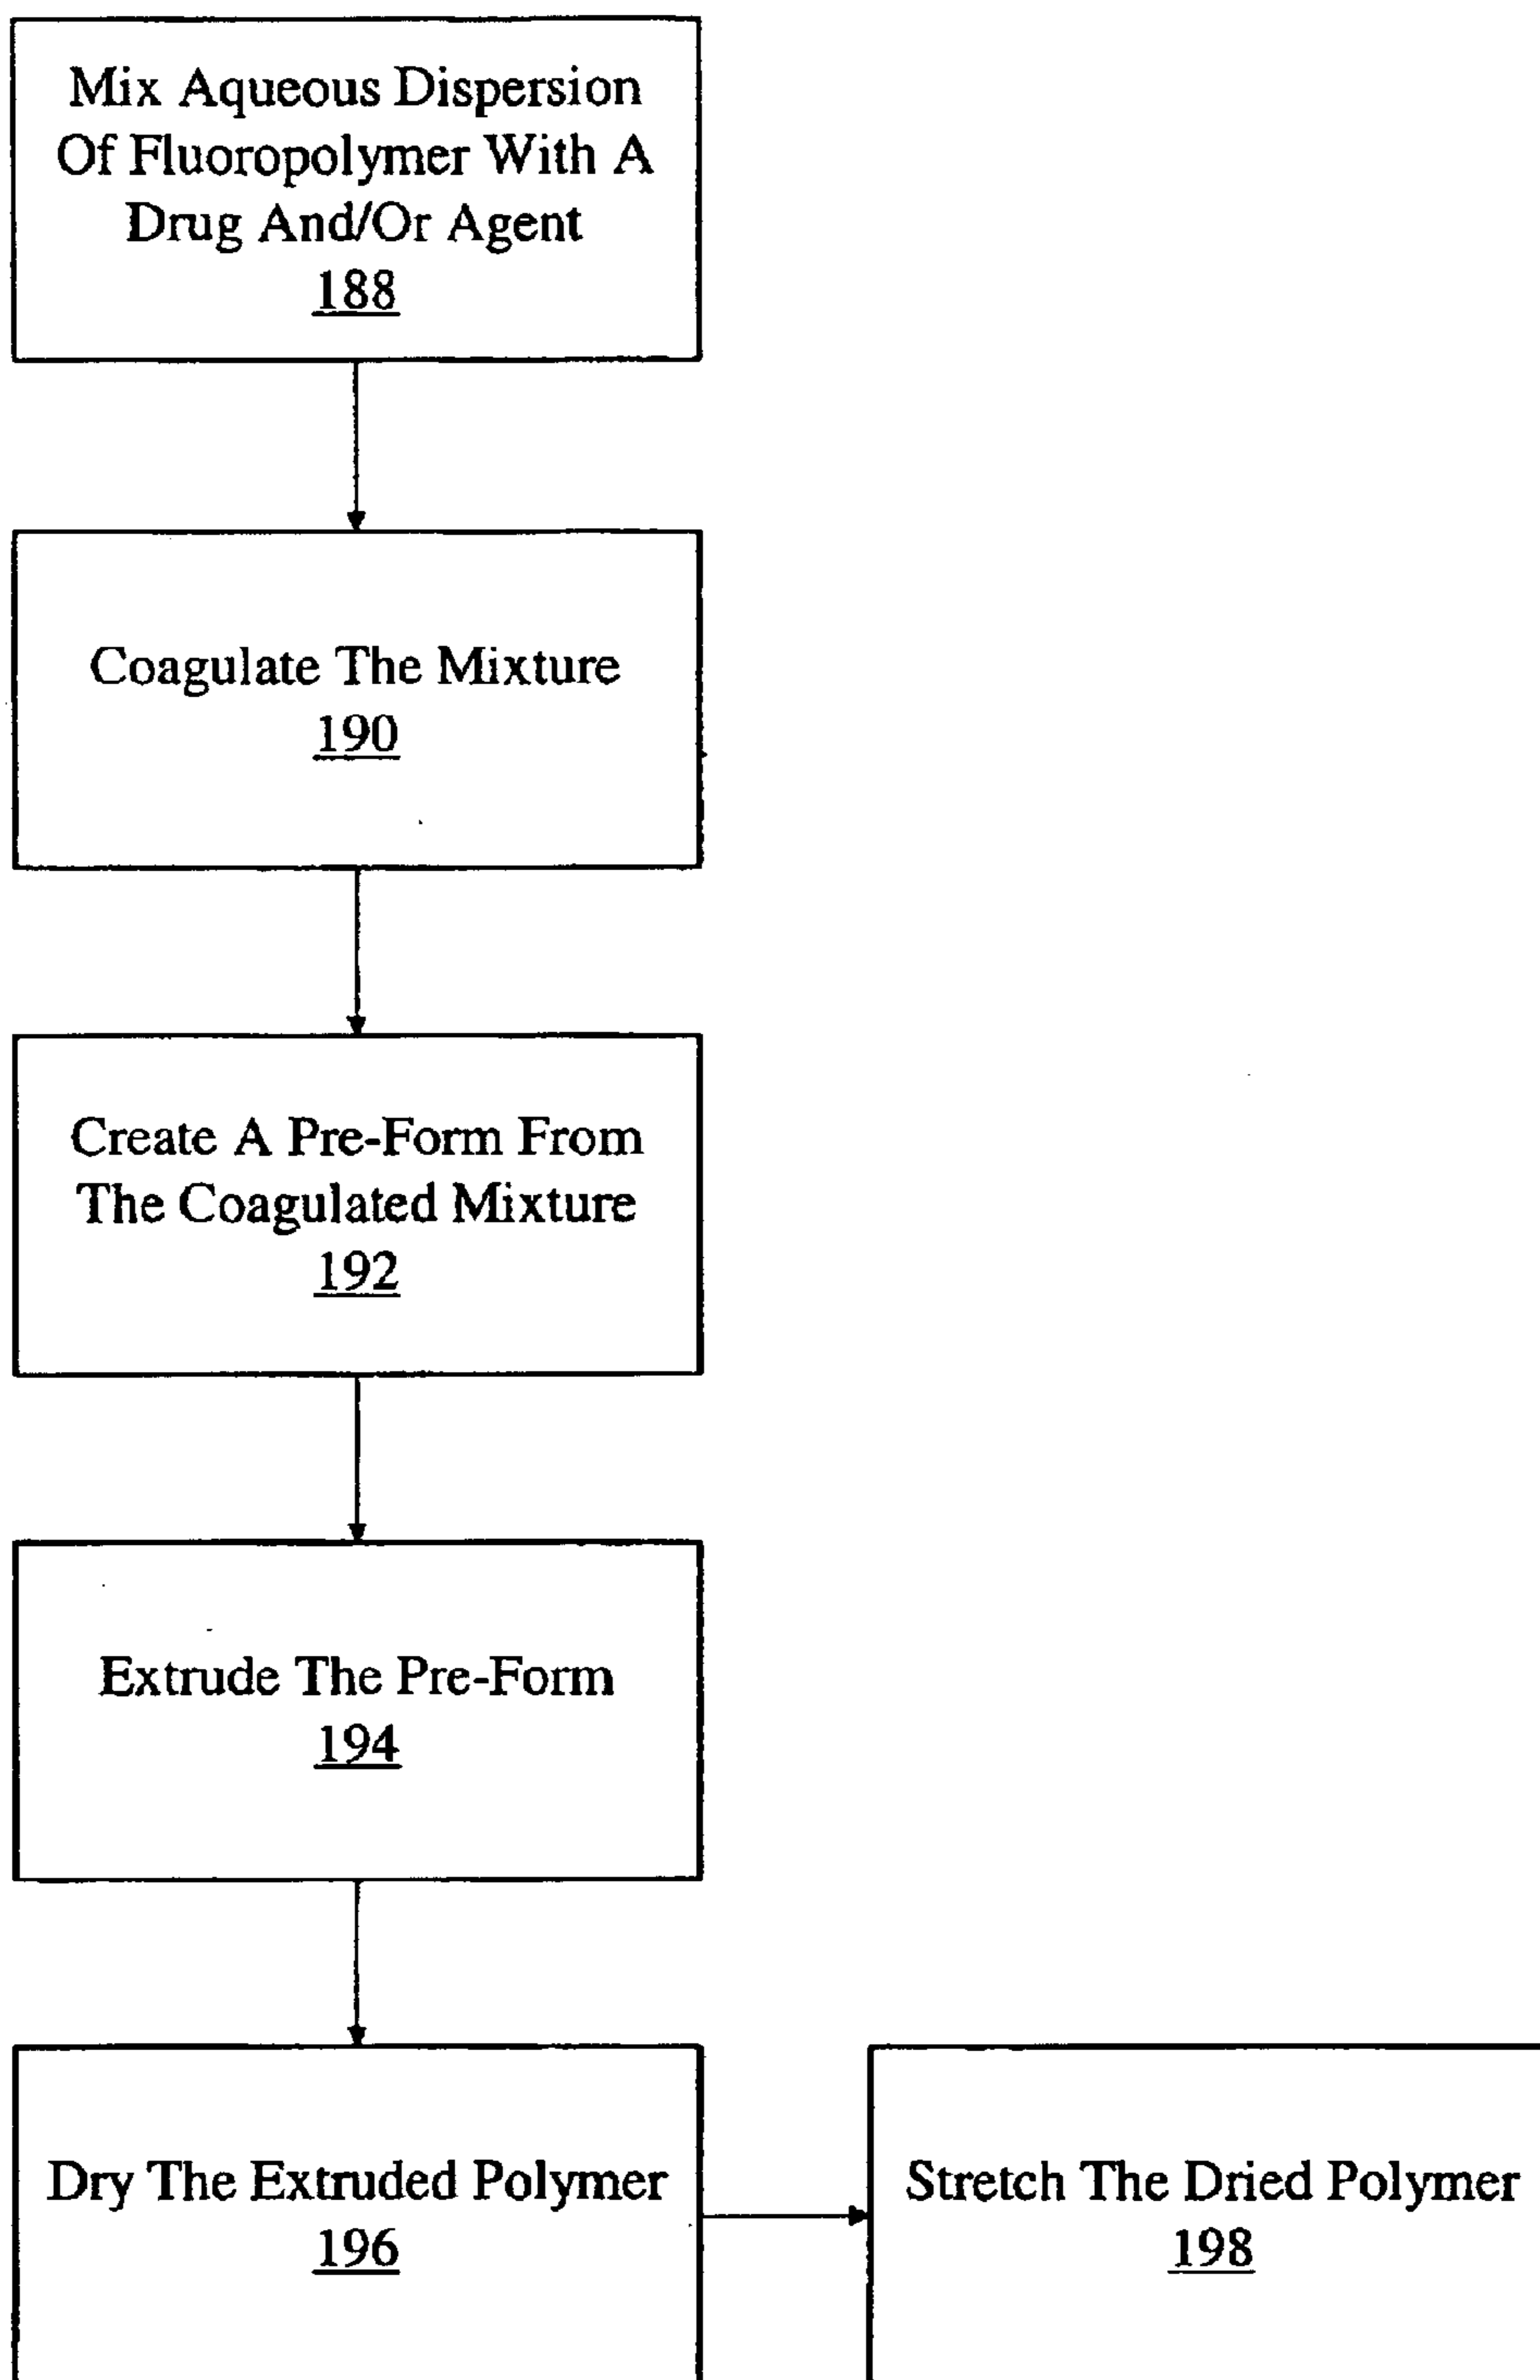 Mix Aqueous Dispersion
Of Fluoropolymer With A
Drug And/Or Agent
188
Coagulate The Mixture
190
Create A Pre-Form From
The Coagulated Mixture
192
Extrude The Pre-Form
194
Dry The Extruded Polymer
196
Stretch The Dried Polymer
198